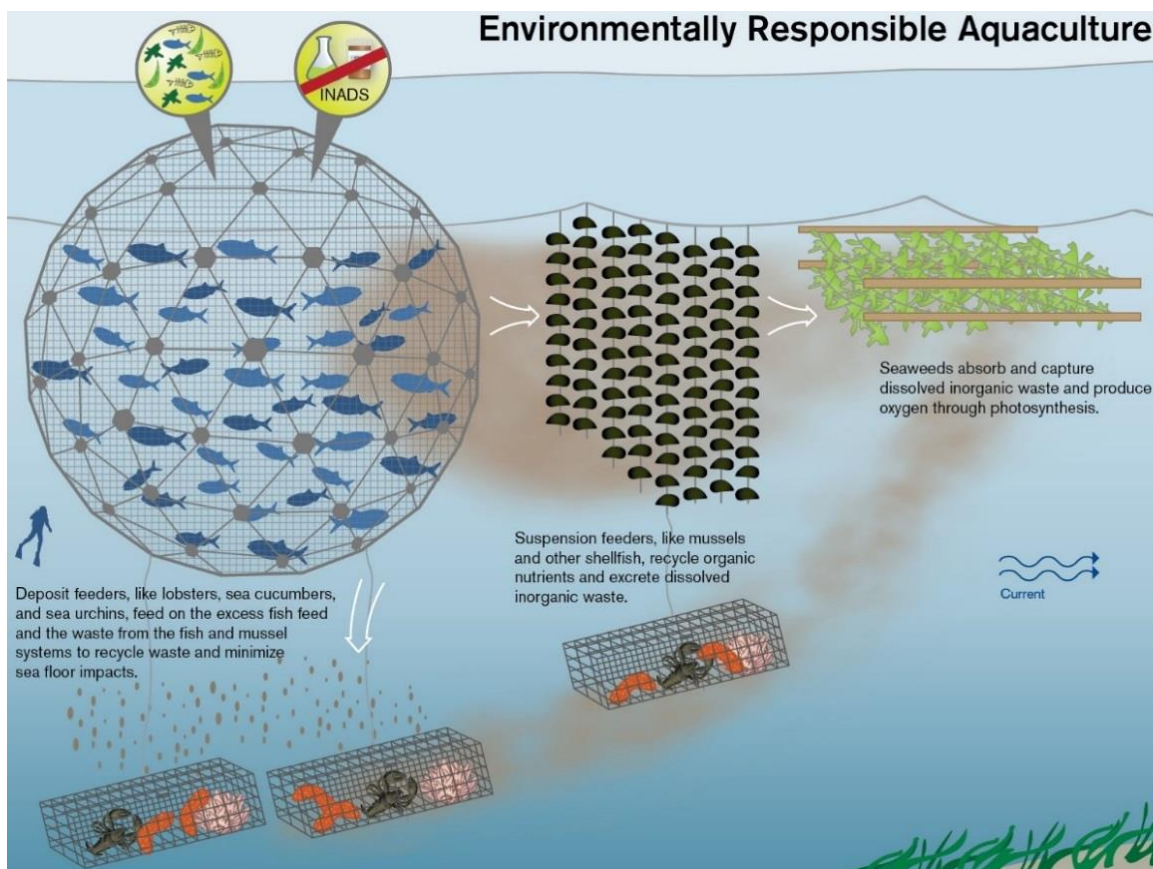 Environmentally Responsible Aquaculture
INADS
Seaweeds absorb and capture
dissolved inorganic waste and produce
oxygen through photosynthesis.
Suspension feeders, like mussels
and other shellfish, recycle organic
nutrients and excrete dissolved
inorganic waste.
Current
Deposit feeders, like lobsters, sea cucumbers,
and sea urchins, feed on the excess fish feed
and the waste from the fish and mussel
systems to recycle waste and minimize
sea floor impacts.